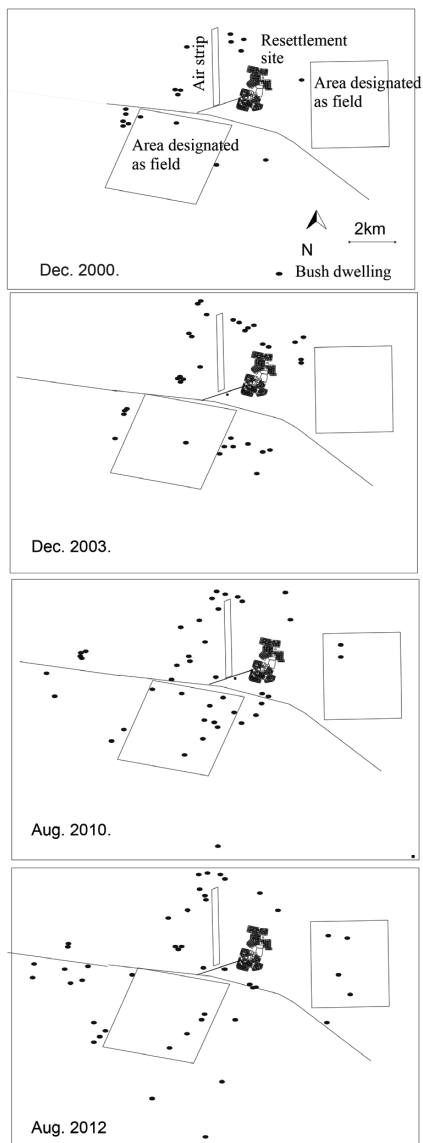 Air strip
Resettlement
site
Area designated
as field
Area designated
as field
N
2km
Dec. 2000.
Bush dwelling
Dec. 2003.
Aug. 2010.
Aug. 2012